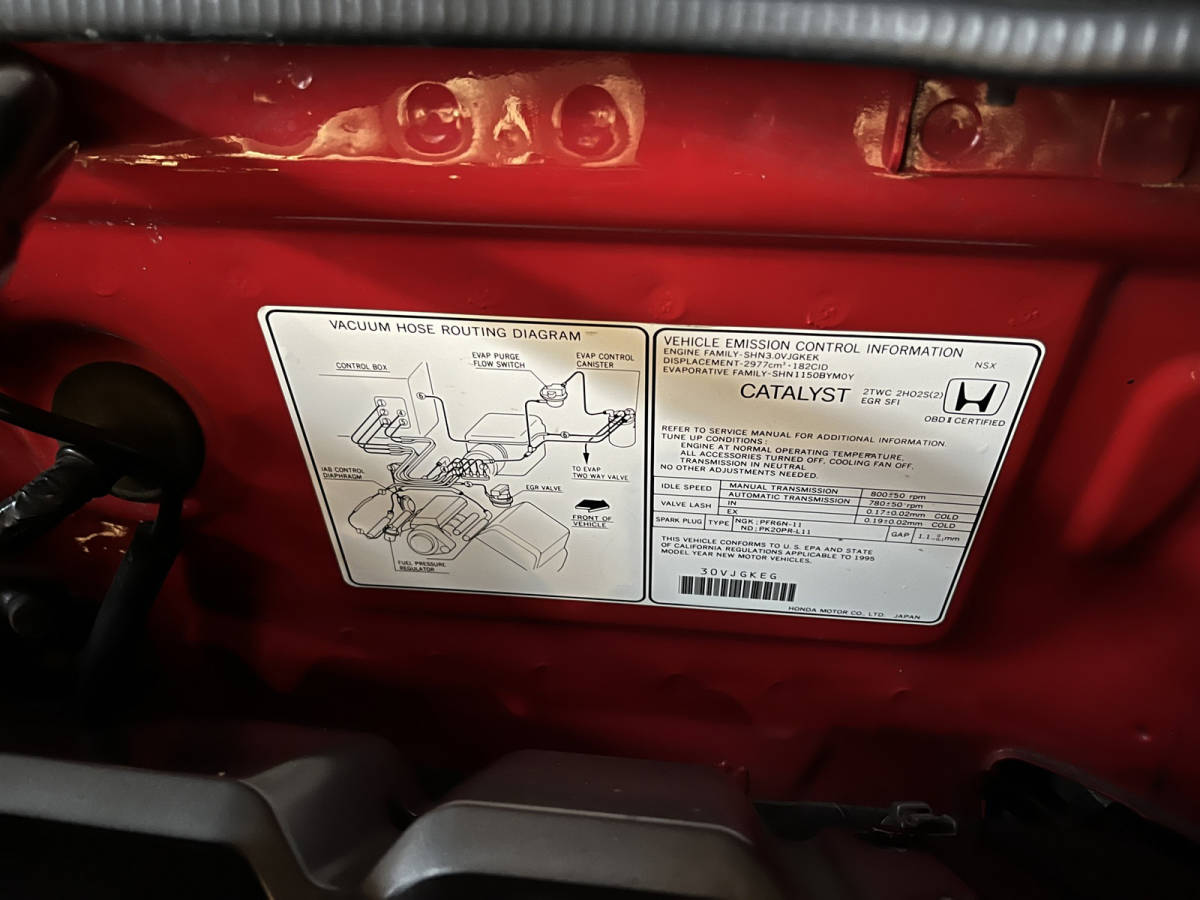 VACUUM HOSE ROUTING DIAGRAM
CONTROL BOX
EVAP PURGE
FLOW SWITCH
EVAP CONTROL
CANISTER
TO EVAP
TWO WAY VALVE
IAB CONTROL
DIAPHRAGM
EGR VALVE
FRONT OF
VEHICLE
FUEL PRESSURE
REGULATOR
VEHICLE EMISSION CONTROL INFORMATION
ENGINE FAMILY-SHN3.0VJGKEK
DISPLACEMENT-2977cm³-182CID
EVAPORATIVE FAMILY-SHN1150BYM0Y
NSX
CATALYST
2TWC 2HO2S(2)
EGR SFI
OBDⅡ CERTIFIED
REFER TO SERVICE MANUAL FOR ADDITIONAL INFORMATION.
TUNE UP CONDITIONS:
ENGINE AT NORMAL OPERATING TEMPERATURE,
ALL ACCESSORIES TURNED OFF, COOLING FAN OFF,
TRANSMISSION IN NEUTRAL
NO OTHER ADJUSTMENTS NEEDED.
IDLE SPEED MANUAL TRANSMISSION 800±50 rpm
AUTOMATIC TRANSMISSION 780±50 rpm
VALVE LASH IN 0.17±0.02mm COLD
EX 0.19±0.02mm COLD
SPARK PLUG TYPE NGK;PFR6N-11 GAP 1.1 mm
ND;PK20PR-L11
THIS VEHICLE CONFORMS TO U.S. EPA AND STATE
OF CALIFORNIA REGULATIONS APPLICABLE TO 1995
MODEL YEAR NEW MOTOR VEHICLES.
30VJGKEG
HONDA MOTOR CO., LTD. JAPAN